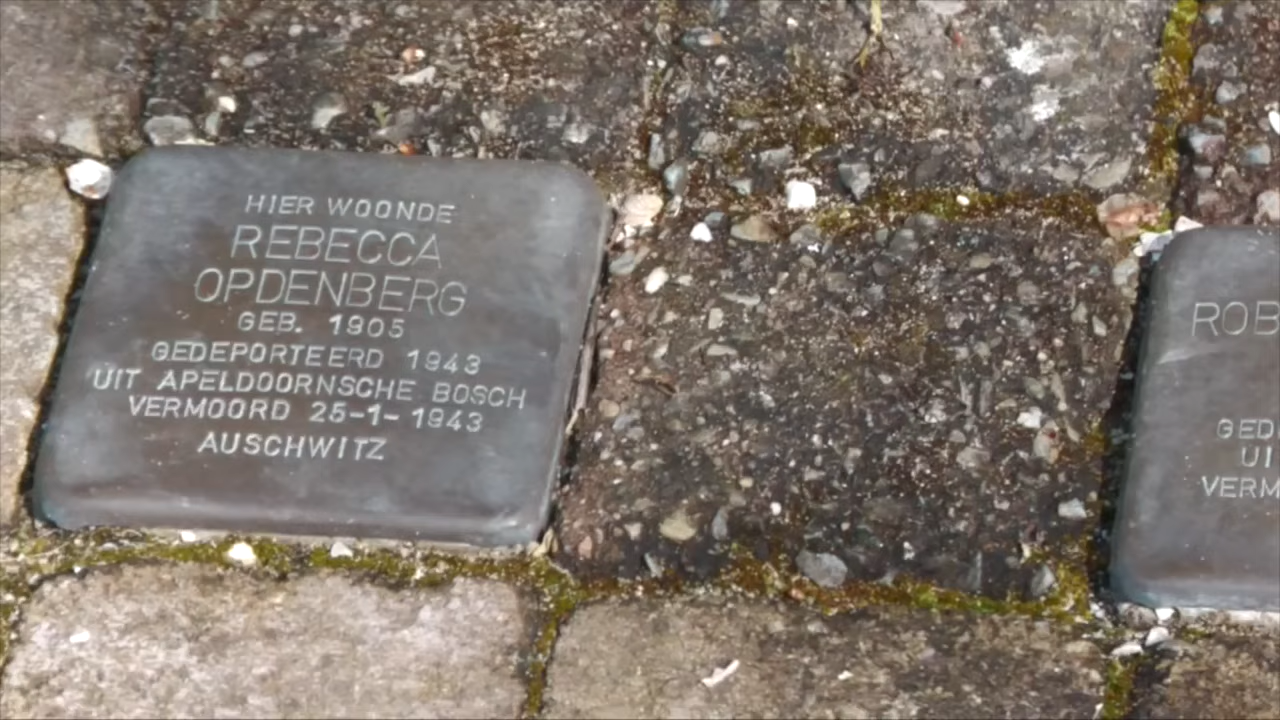 HIER WOONDE
REBECCA
OPDENBERG
GEB. 1905
GEDEPORTEERD 1943
UIT APELDOORNSCHE BOSCH
VERMOORD 25-1-1943
AUSCHWITZ
ROB
GED
UI
VERM